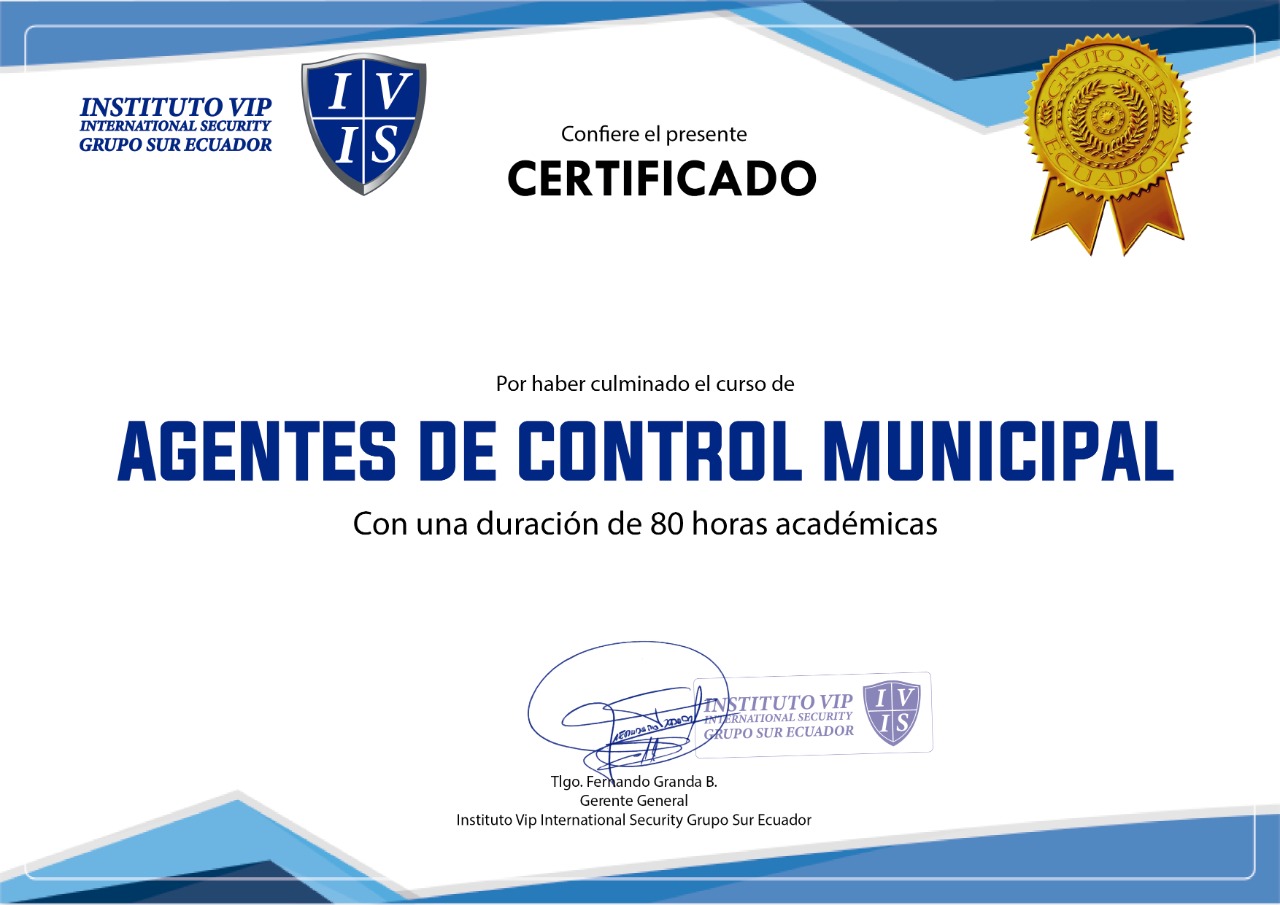 INSTITUTO VIP
INTERNATIONAL SECURITY
GRUPO SUR ECUADOR
I V
I S
Confiere el presente
CERTIFICADO
GRUPO SUR
ECUADOR
Por haber culminado el curso de
AGENTES DE CONTROL MUNICIPAL
Con una duración de 80 horas académicas
INSTITUTO VIP
INTERNATIONAL SECURITY
GRUPO SUR ECUADOR
I V
I S
Tlgo. Fernando Granda B.
Gerente General
Instituto Vip International Security Grupo Sur Ecuador